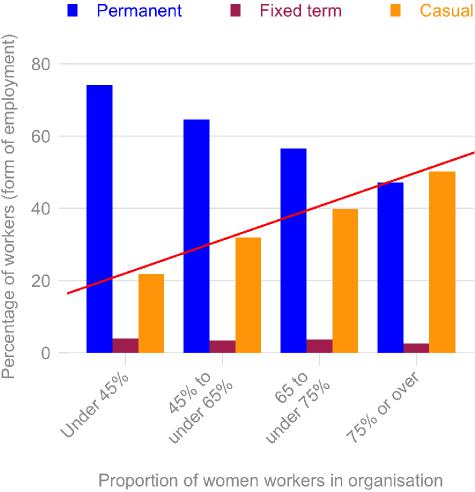 Permanent Fixed term Casual
Percentage of workers (form of employment)
80
60
40
20
0
Under 45%
45% to
under 65%
65 to
under 75%
75% or over
Proportion of women workers in organisation